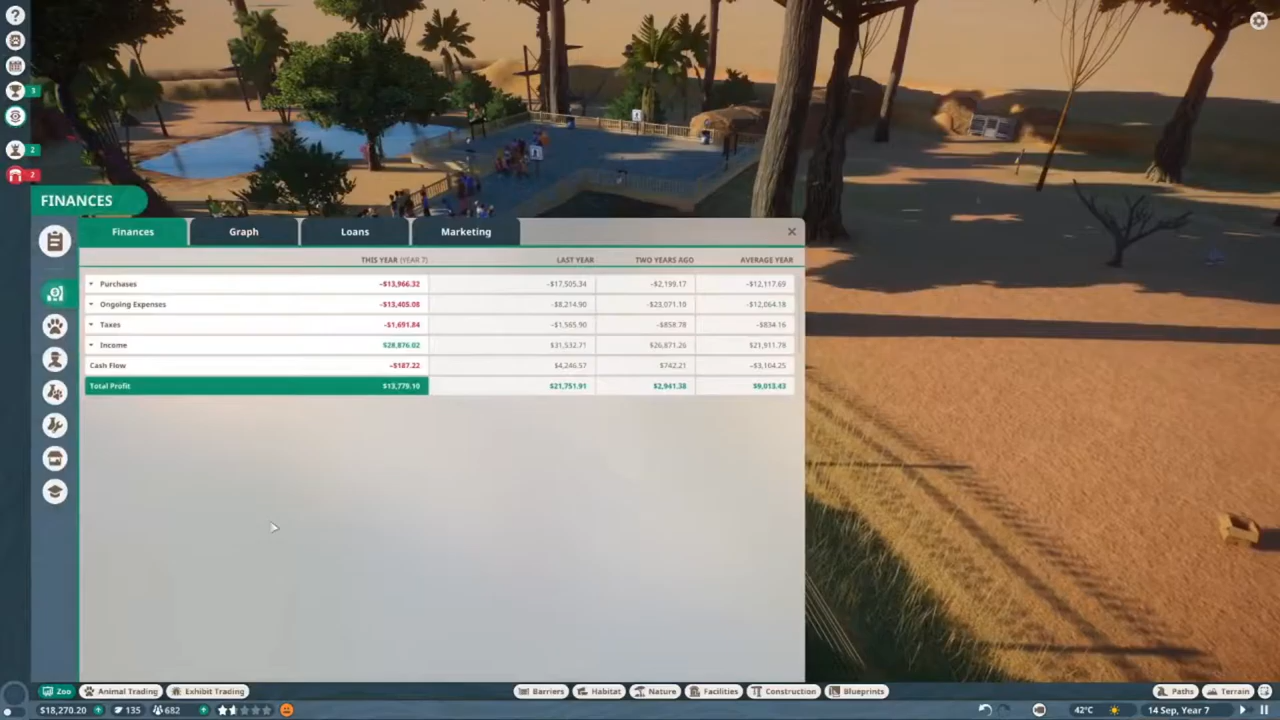 ?
3
2
2
FINANCES
Finances Graph Loans Marketing
THIS YEAR (YEAR 7) LAST YEAR TWO YEARS AGO AVERAGE YEAR
Purchases -$13,966.32 -$17,505.34 -$2,199.17 -$12,117.69
Ongoing Expenses -$13,405.08 -$8,214.90 -$23,071.10 -$12,064.18
Taxes -$1,691.84 -$1,565.90 -$858.78 -$834.16
Income $28,876.02 $31,532.71 $26,871.26 $21,911.78
Cash Flow -$187.22 $4,246.57 $742.21 -$3,104.25
Total Profit $13,779.10 $21,751.91 $2,941.38 $9,013.43
Zoo Animal Trading Exhibit Trading Barriers Habitat Nature Facilities Construction Blueprints Paths Terrain
$18,270.20 135 682 42°C 14 Sep, Year 7